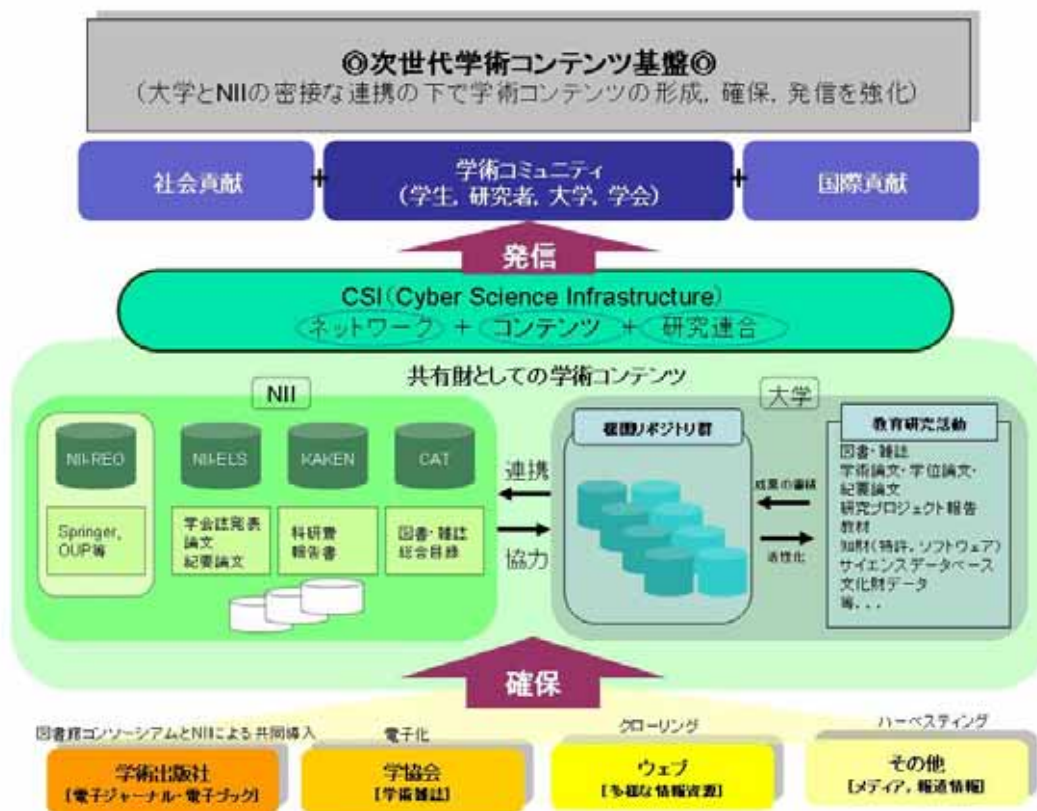 ◎次世代学術コンテンツ基盤◎
（大学とNIIの密接な連携の下で学術コンテンツの形成，確保，発信を強化）
社会貢献
+
学術コミュニティ
（学生，研究者，大学，学会）
+
国際貢献
発信
CSI（Cyber Science Infrastructure）
ネットワーク + コンテンツ + 研究連合
共有財としての学術コンテンツ
NII
NII-REO
NII-ELS
KAKEN
CAT
Springer,
OUP等
学会誌発表
論文
紀要論文
科研費
報告書
図書・雑誌
総合目録
連携
協力
大学
機関リポジトリ群
成果の蓄積
活性化
教育研究活動
図書・雑誌
学術論文・学位論文・
紀要論文
研究プロジェクト報告
教材
知財（特許，ソフトウェア）
サイエンスデータベース
文化財データ
等．．．
確保
図書館コンソーシアムとNIIによる共同導入
学術出版社
［電子ジャーナル・電子ブック］
電子化
学協会
［学術雑誌］
クローリング
ウェブ
［多様な情報資源］
ハーベスティング
その他
［メディア，報道情報］